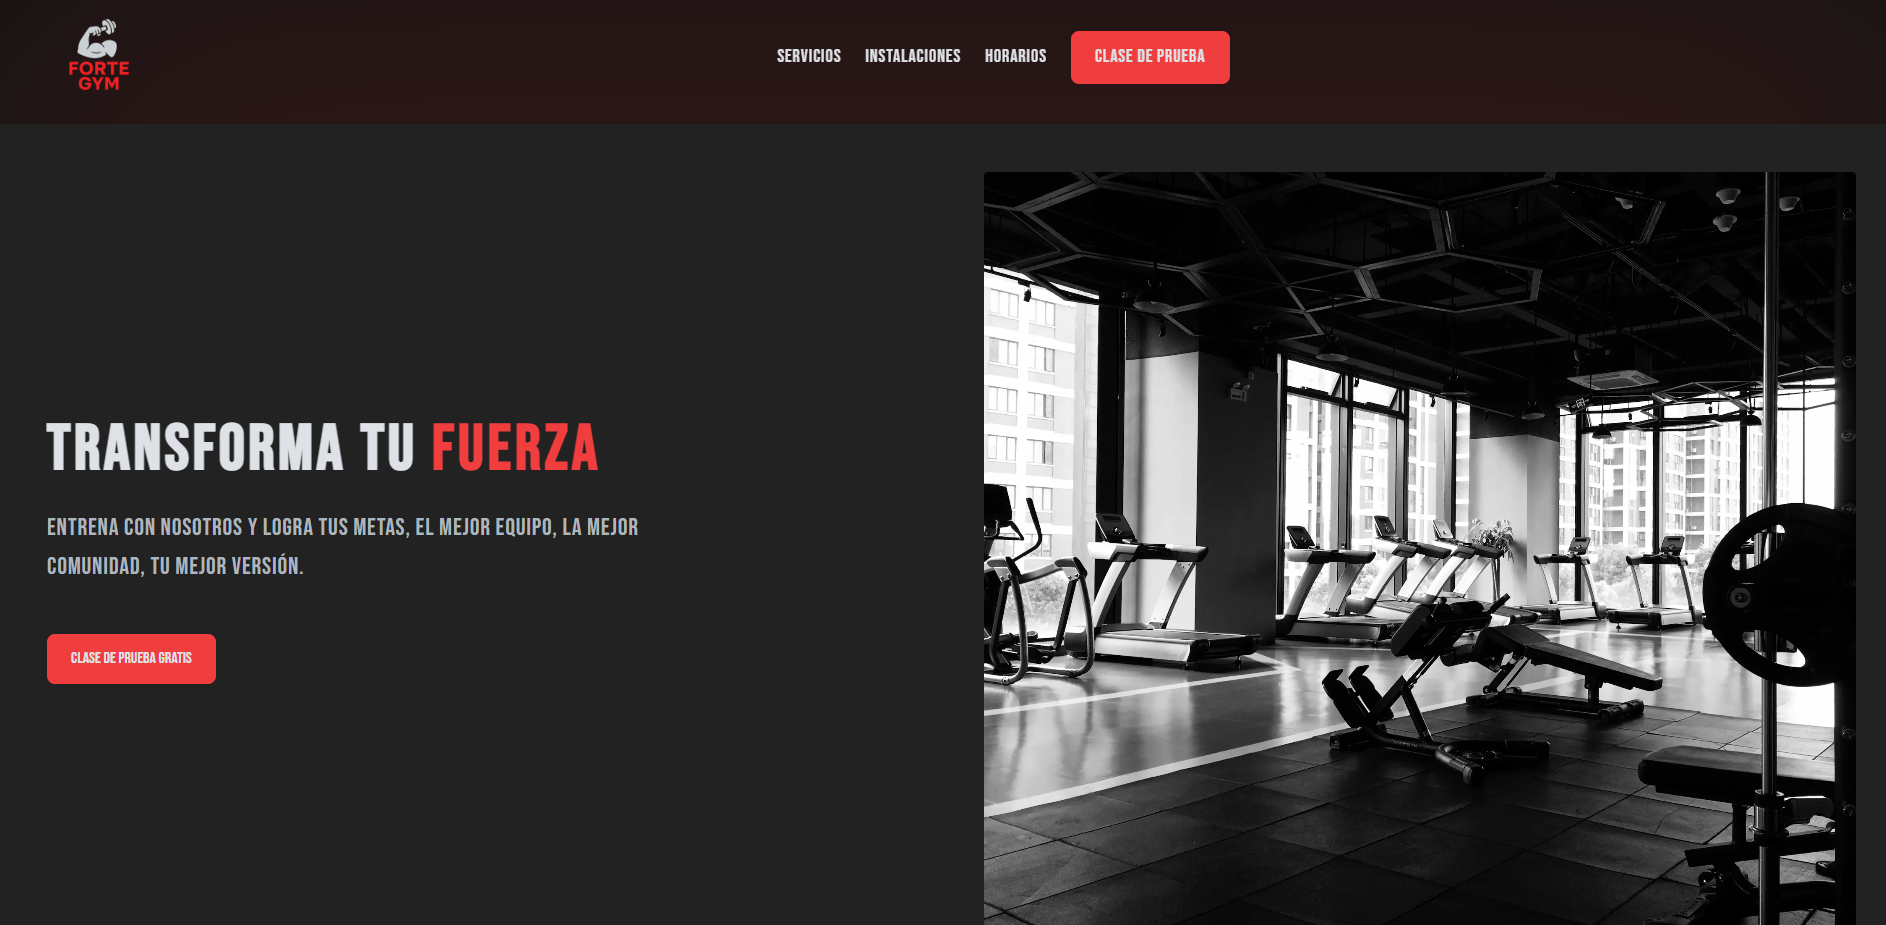 FORTE
GYM
SERVICIOS INSTALACIONES HORARIOS CLASE DE PRUEBA
TRANSFORMA TU FUERZA
ENTRENA CON NOSOTROS Y LOGRA TUS METAS, EL MEJOR EQUIPO, LA MEJOR
COMUNIDAD, TU MEJOR VERSIÓN.
CLASE DE PRUEBA GRATIS